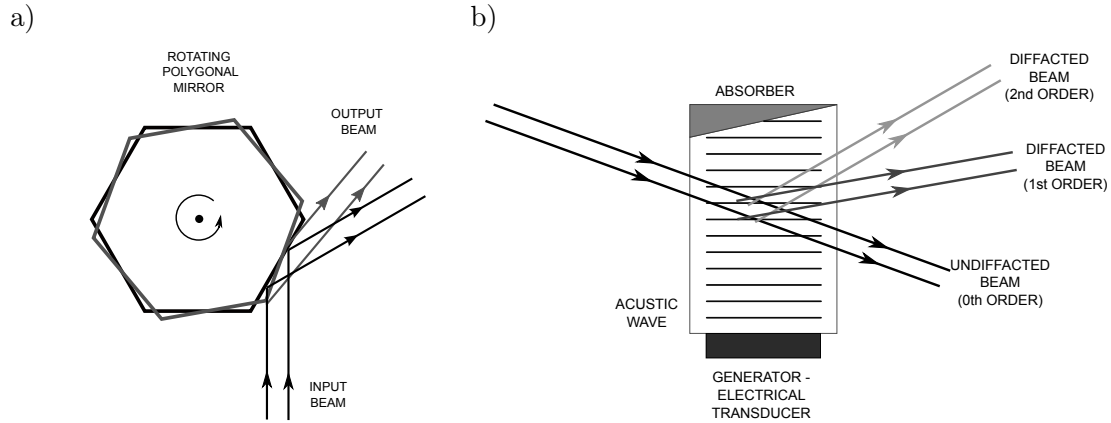 a)
ROTATING
POLYGONAL
MIRROR
OUTPUT
BEAM
INPUT
BEAM
b)
ABSORBER
DIFFACTED
BEAM
(2nd ORDER)
DIFFACTED
BEAM
(1st ORDER)
UNDIFFACTED
BEAM
(0th ORDER)
ACUSTIC
WAVE
GENERATOR -
ELECTRICAL
TRANSDUCER